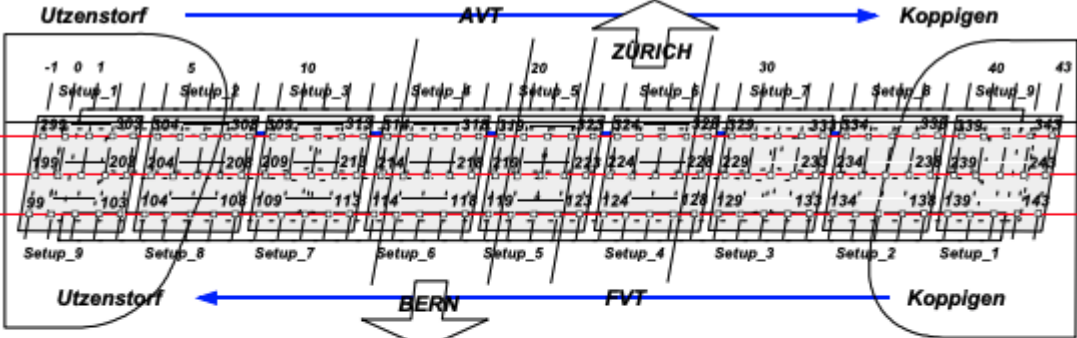 Utzenstorf AVT Koppigen
ZÜRICH
-1 0 1 5 10 20 30 40 43
Setup_1 Setup_2 Setup_3 Setup_4 Setup_5 Setup_6 Setup_7 Setup_8 Setup_9
299 303 304 308 309 313 314 318 319 323 324 328 329 333 334 338 339 343
199 203 204 208 209 213 214 218 219 223 224 228 229 233 234 238 239 243
99 103 104 108 109 113 114 118 119 123 124 128 129 133 134 138 139 143
Setup_9 Setup_8 Setup_7 Setup_6 Setup_5 Setup_4 Setup_3 Setup_2 Setup_1
Utzenstorf BERN FVT Koppigen